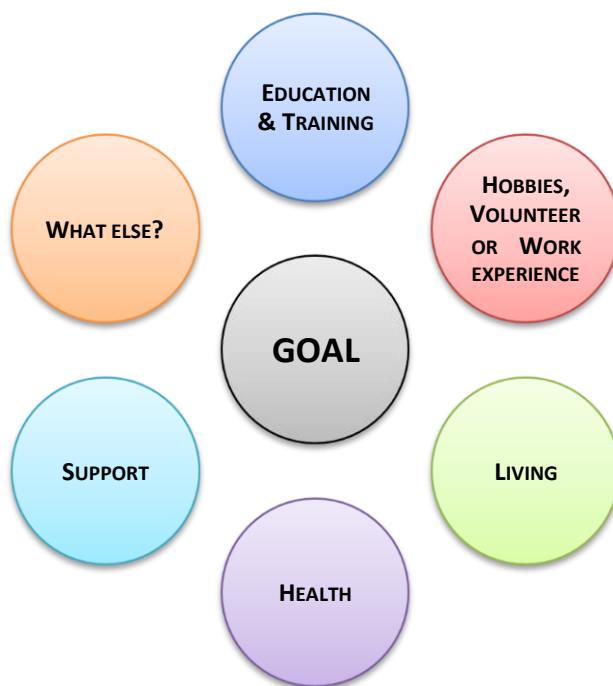 EDUCATION
& TRAINING
HOBBIES,
VOLUNTEER
OR WORK
EXPERIENCE
WHAT ELSE?
GOAL
SUPPORT
LIVING
HEALTH